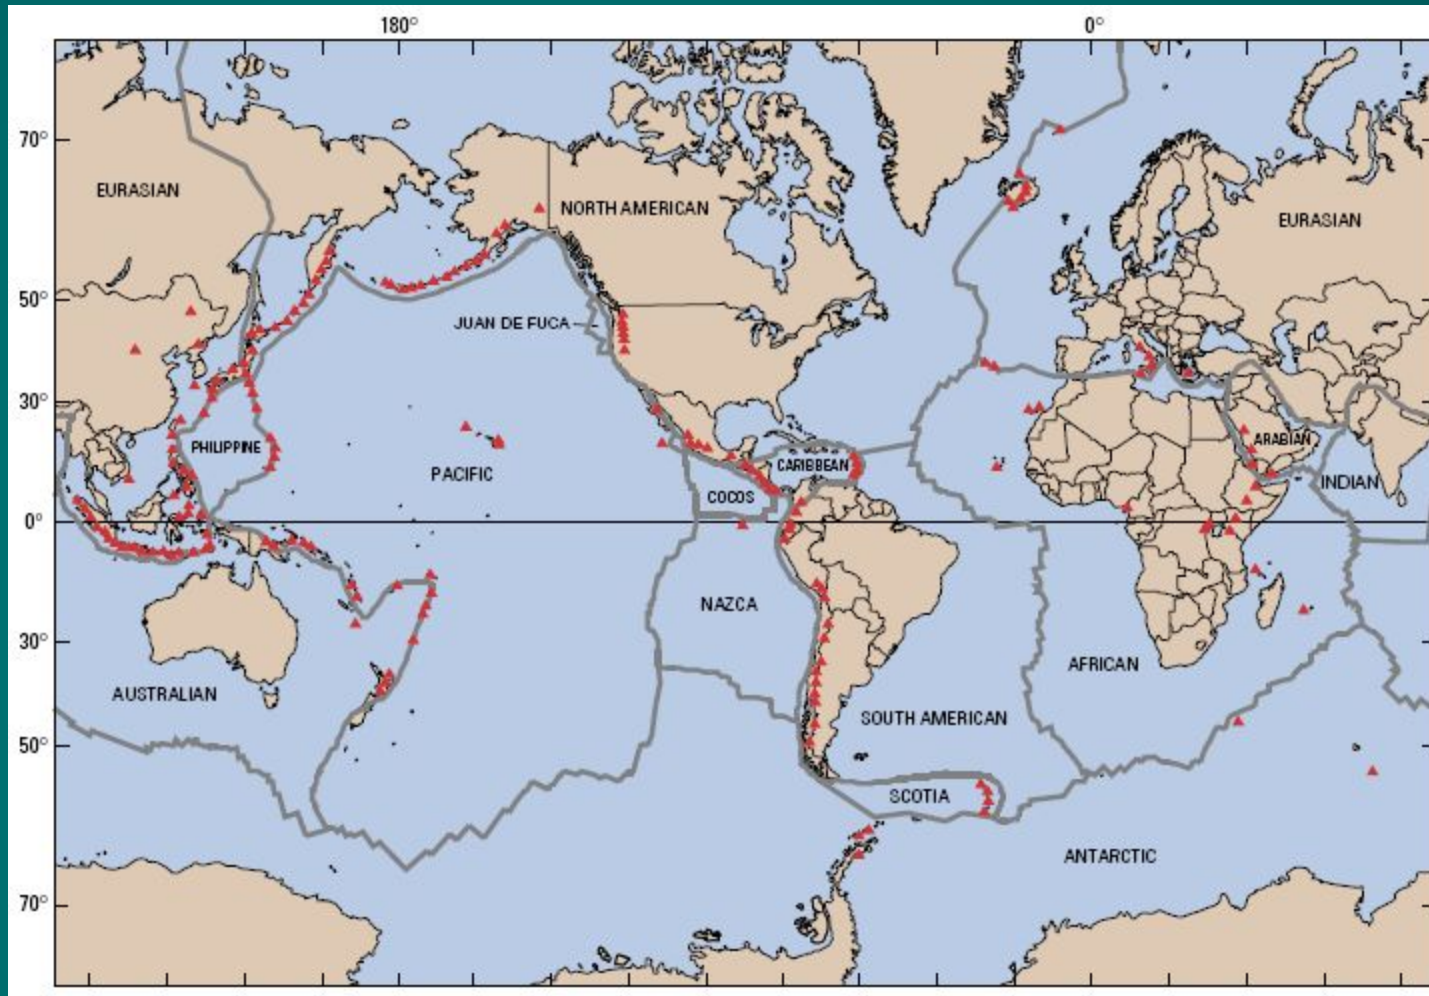 180°
0°
70°
EURASIAN
NORTH AMERICAN
EURASIAN
50°
JUAN DE FUCA
30°
PHILIPPINE
PACIFIC
CARIBBEAN
ARABIAN
COCOS
INDIAN
0°
NAZCA
30°
AFRICAN
AUSTRALIAN
SOUTH AMERICAN
50°
SCOTIA
ANTARCTIC
70°